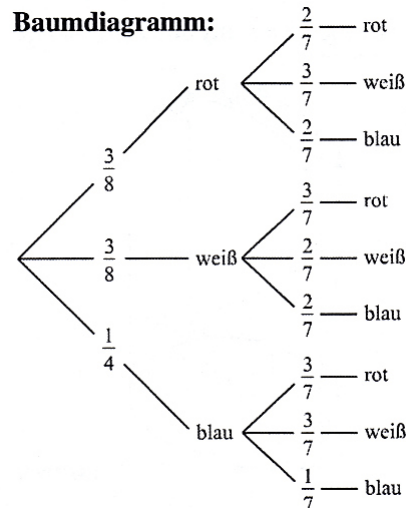 Baumdiagramm:
2/7 rot
rot 3/7 weiß
2/7 blau
3/8
3/7 rot
3/8 weiß 2/7 weiß
2/7 blau
1/4
3/7 rot
blau 3/7 weiß
1/7 blau